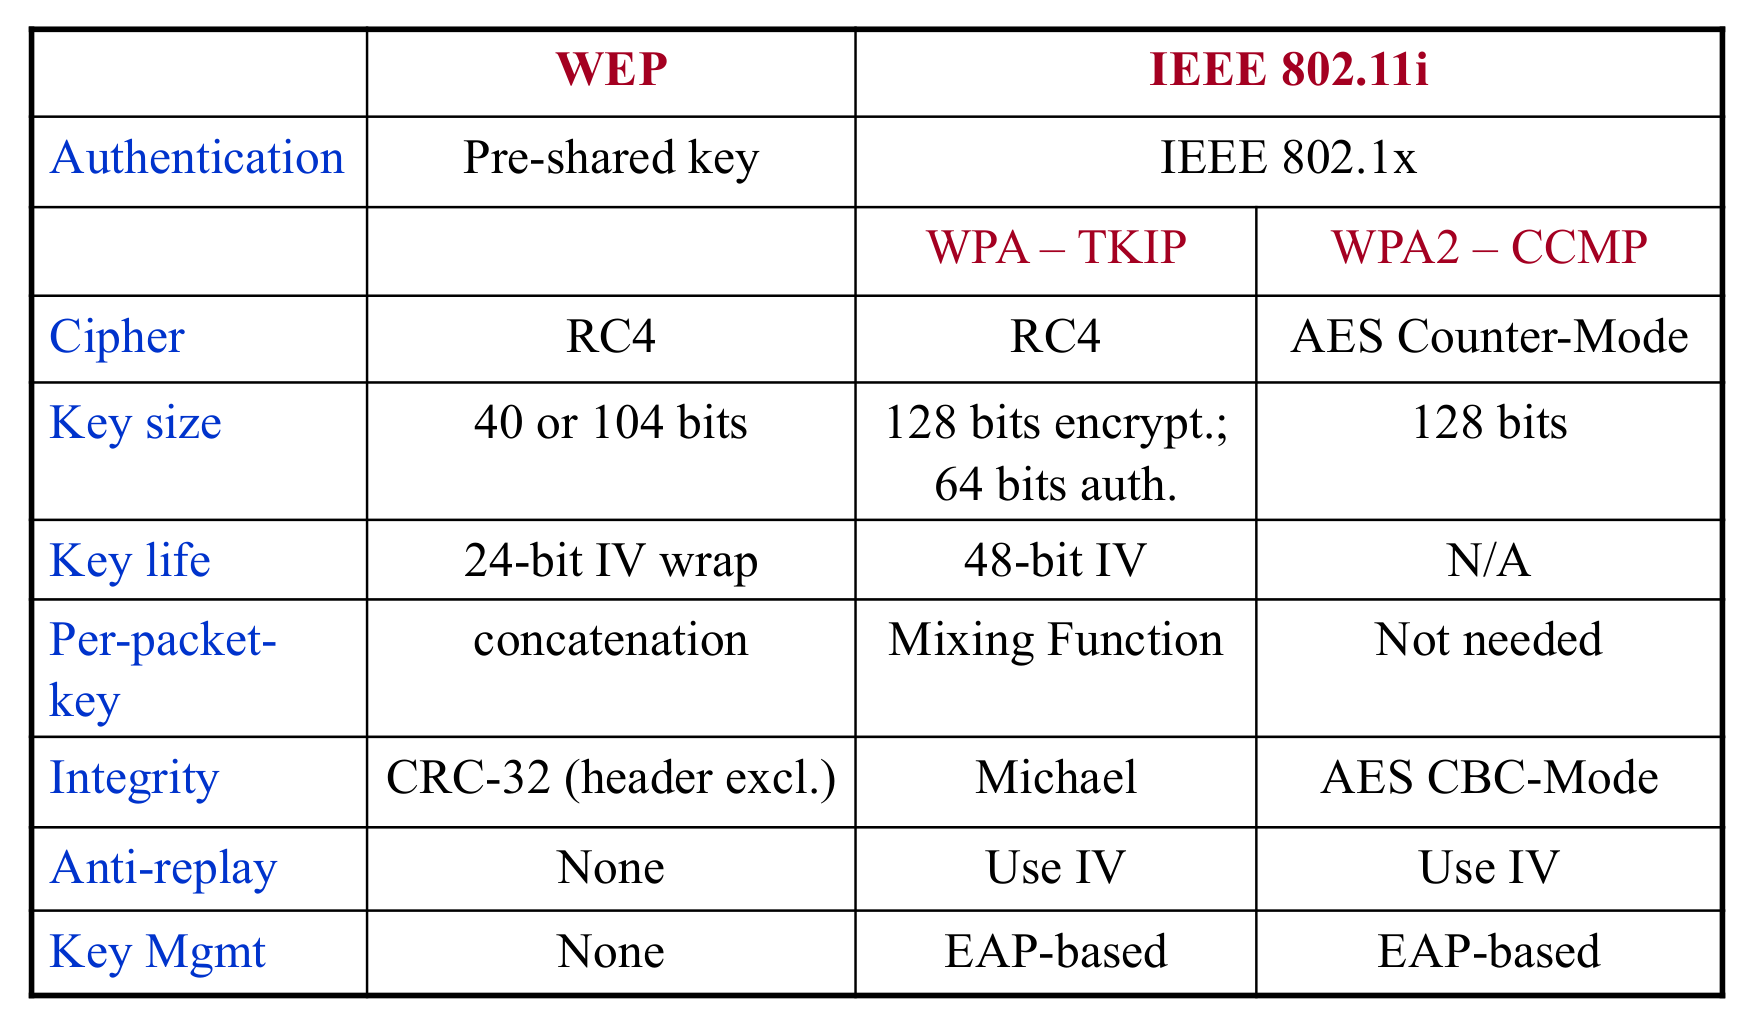 WEP IEEE 802.11i
Authentication Pre-shared key IEEE 802.1x
WPA – TKIP WPA2 – CCMP
Cipher RC4 RC4 AES Counter-Mode
Key size 40 or 104 bits 128 bits encrypt.; 128 bits
64 bits auth.
Key life 24-bit IV wrap 48-bit IV N/A
Per-packet- concatenation Mixing Function Not needed
key
Integrity CRC-32 (header excl.) Michael AES CBC-Mode
Anti-replay None Use IV Use IV
Key Mgmt None EAP-based EAP-based